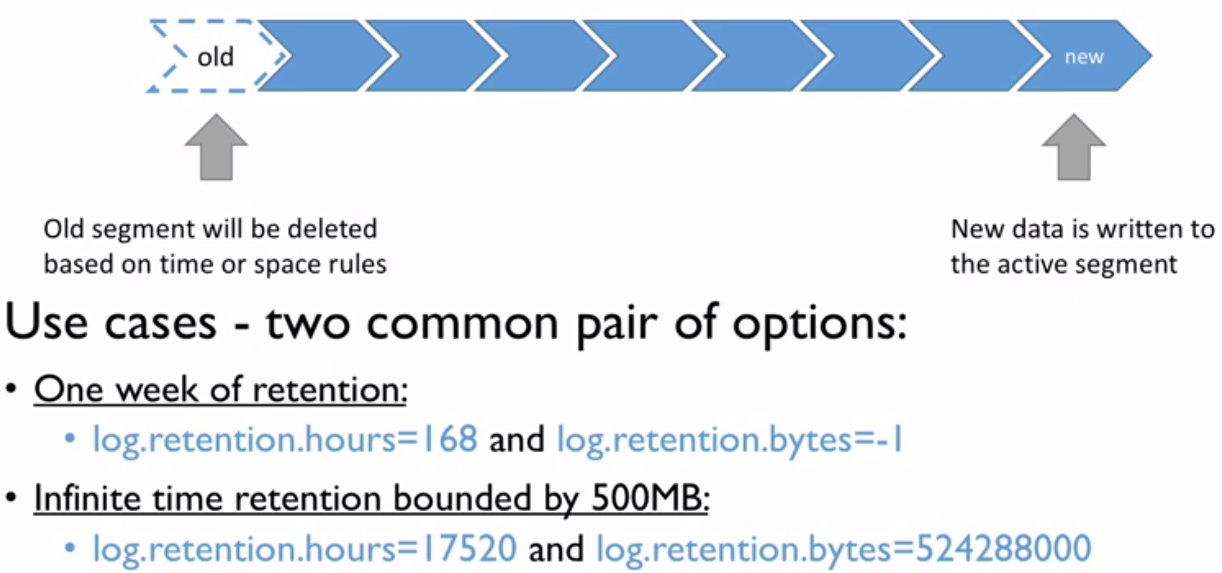 old
new
Old segment will be deleted
based on time or space rules
New data is written to
the active segment
Use cases - two common pair of options:
• One week of retention:
• log.retention.hours=168 and log.retention.bytes=-1
• Infinite time retention bounded by 500MB:
• log.retention.hours=17520 and log.retention.bytes=524288000